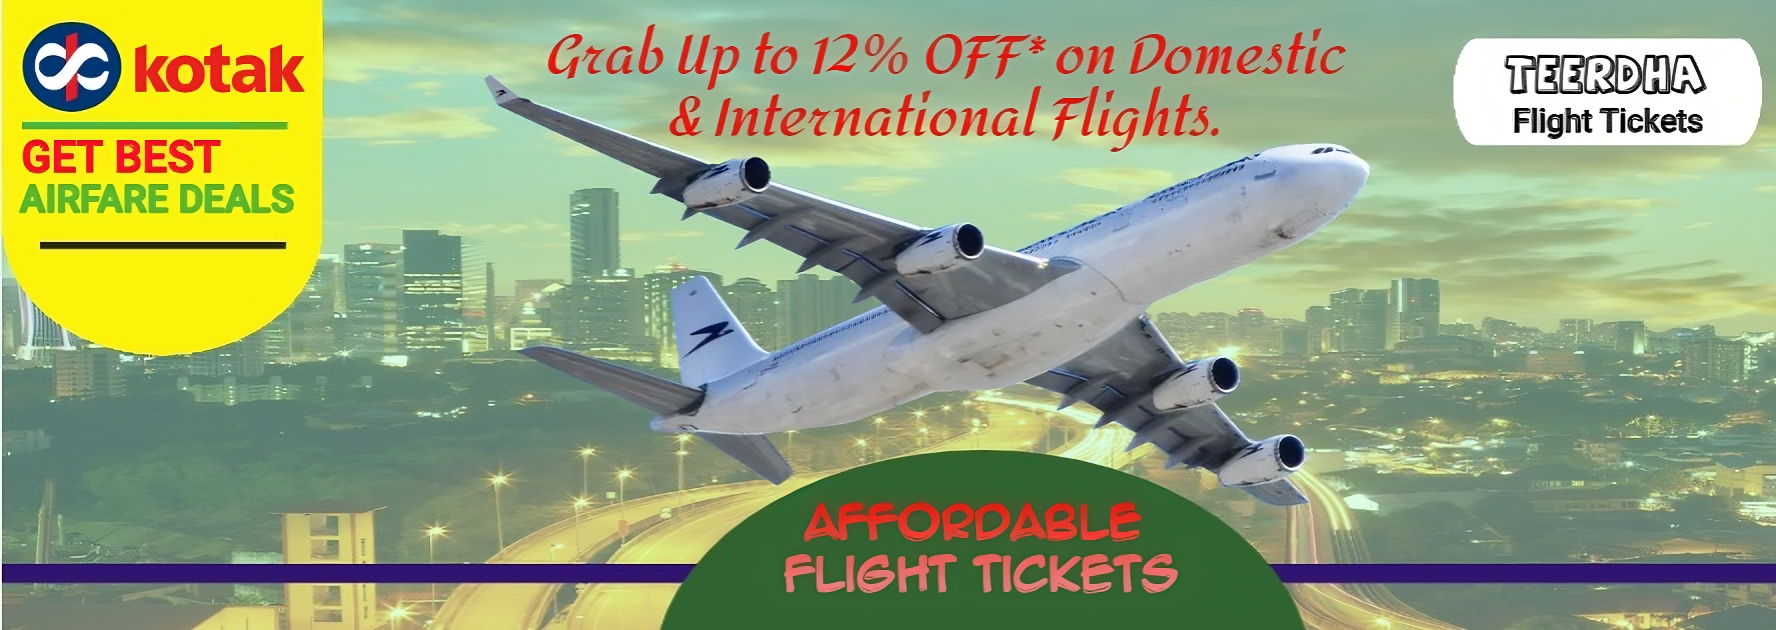 kotak
GET BEST
AIRFARE DEALS
Grab Up to 12% OFF* on Domestic
& International Flights.
TEERDHA
Flight Tickets
AFFORDABLE
FLIGHT TICKETS